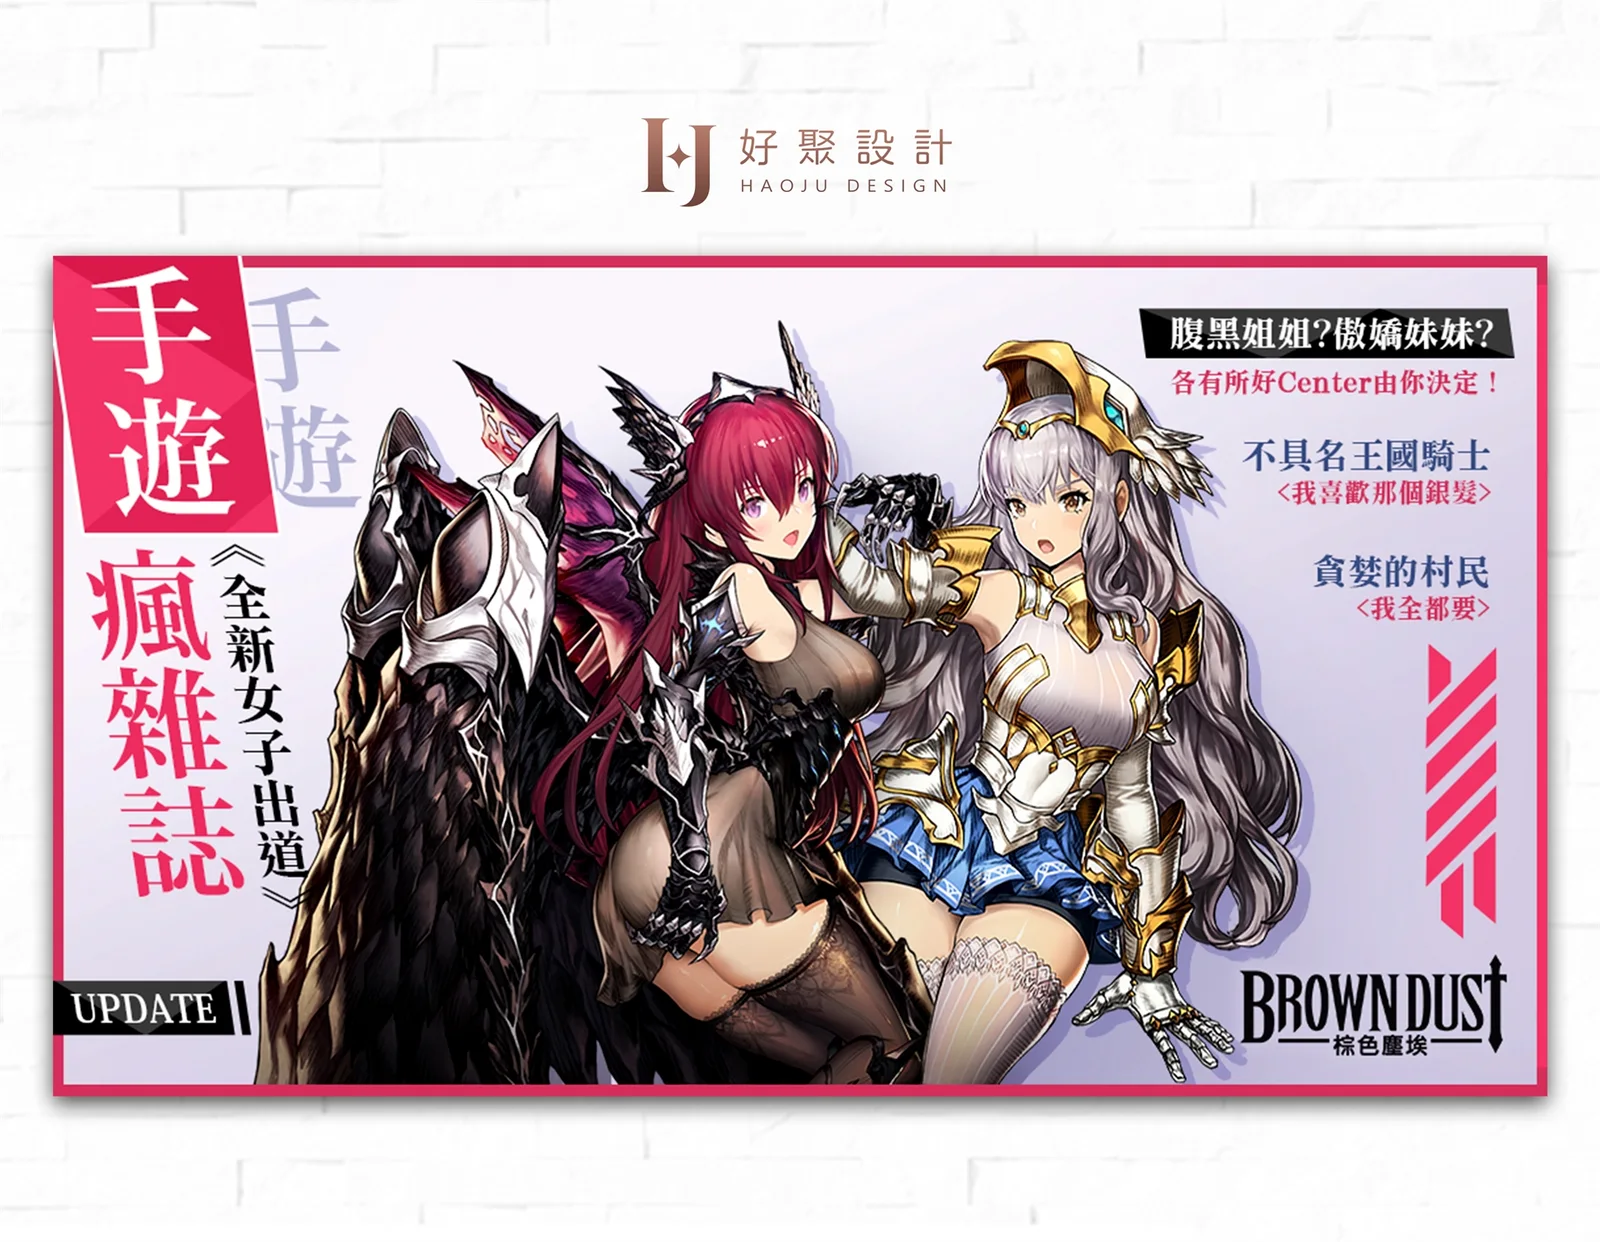 好聚設計
HAOJU DESIGN
手遊
手遊
瘋雜誌
《全新女子出道》
UPDATE
腹黑姐姐?傲嬌妹妹?
各有所好Center由你決定!
不具名王國騎士
<我喜歡那個銀髮>
貪婪的村民
<我全都要>
BROWN DUST
棕色塵埃